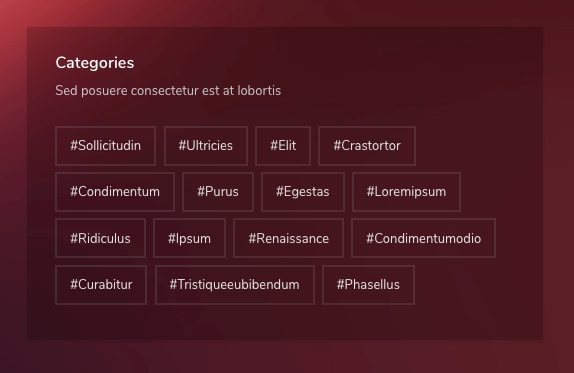 Categories
Sed posuere consectetur est at lobortis
#Sollicitudin #Ultricies #Elit #Crastortor
#Condimentum #Purus #Egestas #Loremipsum
#Ridiculus #Ipsum #Renaissance #Condimentumodio
#Curabitur #Tristiqueeubibendum #Phasellus